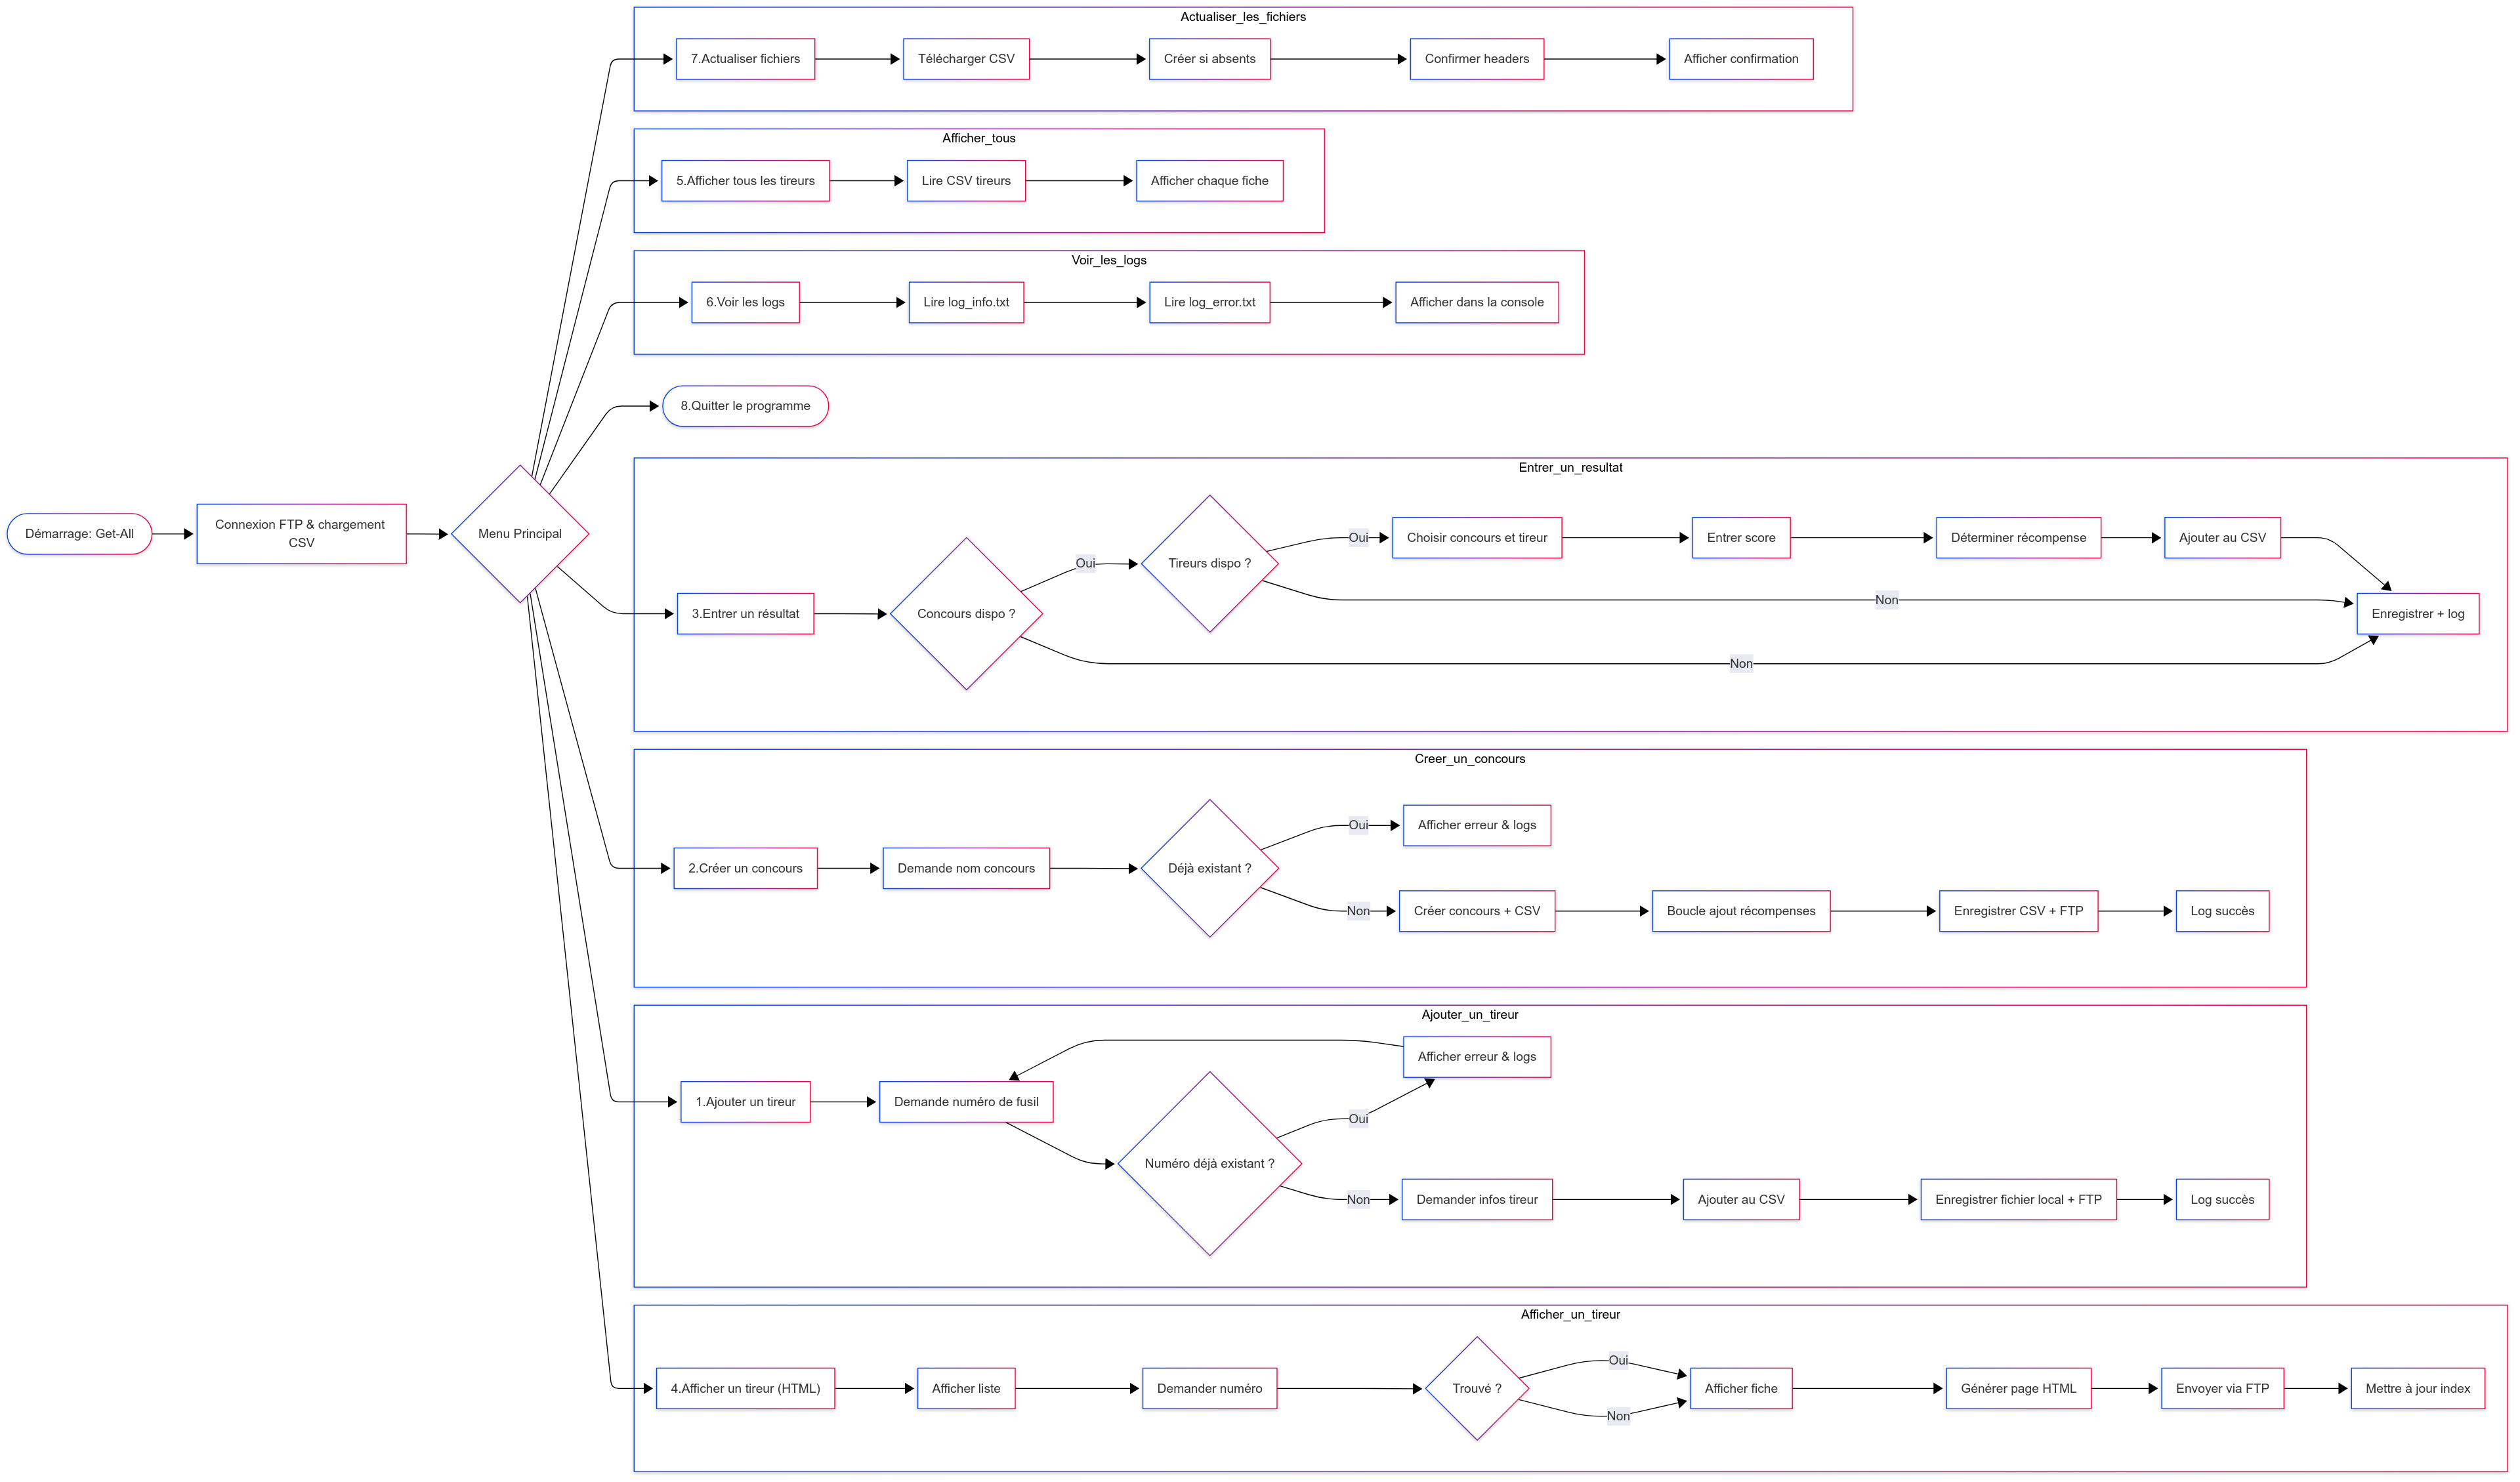 Actualiser_les_fichiers
7.Actualiser fichiers
Télécharger CSV
Créer si absents
Confirmer headers
Afficher confirmation
Afficher_tous
5.Afficher tous les tireurs
Lire CSV tireurs
Afficher chaque fiche
Voir_les_logs
6.Voir les logs
Lire log_info.txt
Lire log_error.txt
Afficher dans la console
8.Quitter le programme
Démarrage: Get-All
Connexion FTP & chargement
CSV
Menu Principal
Entrer_un_resultat
3.Entrer un résultat
Concours dispo ?
Oui
Tireurs dispo ?
Oui
Choisir concours et tireur
Entrer score
Déterminer récompense
Ajouter au CSV
Non
Enregistrer + log
Non
Creer_un_concours
2.Créer un concours
Demande nom concours
Déjà existant ?
Oui
Afficher erreur & logs
Non
Créer concours + CSV
Boucle ajout récompenses
Enregistrer CSV + FTP
Log succès
Ajouter_un_tireur
Afficher erreur & logs
1.Ajouter un tireur
Demande numéro de fusil
Oui
Numéro déjà existant ?
Non
Demander infos tireur
Ajouter au CSV
Enregistrer fichier local + FTP
Log succès
Afficher_un_tireur
4.Afficher un tireur (HTML)
Afficher liste
Demander numéro
Trouvé ?
Oui
Non
Afficher fiche
Générer page HTML
Envoyer via FTP
Mettre à jour index